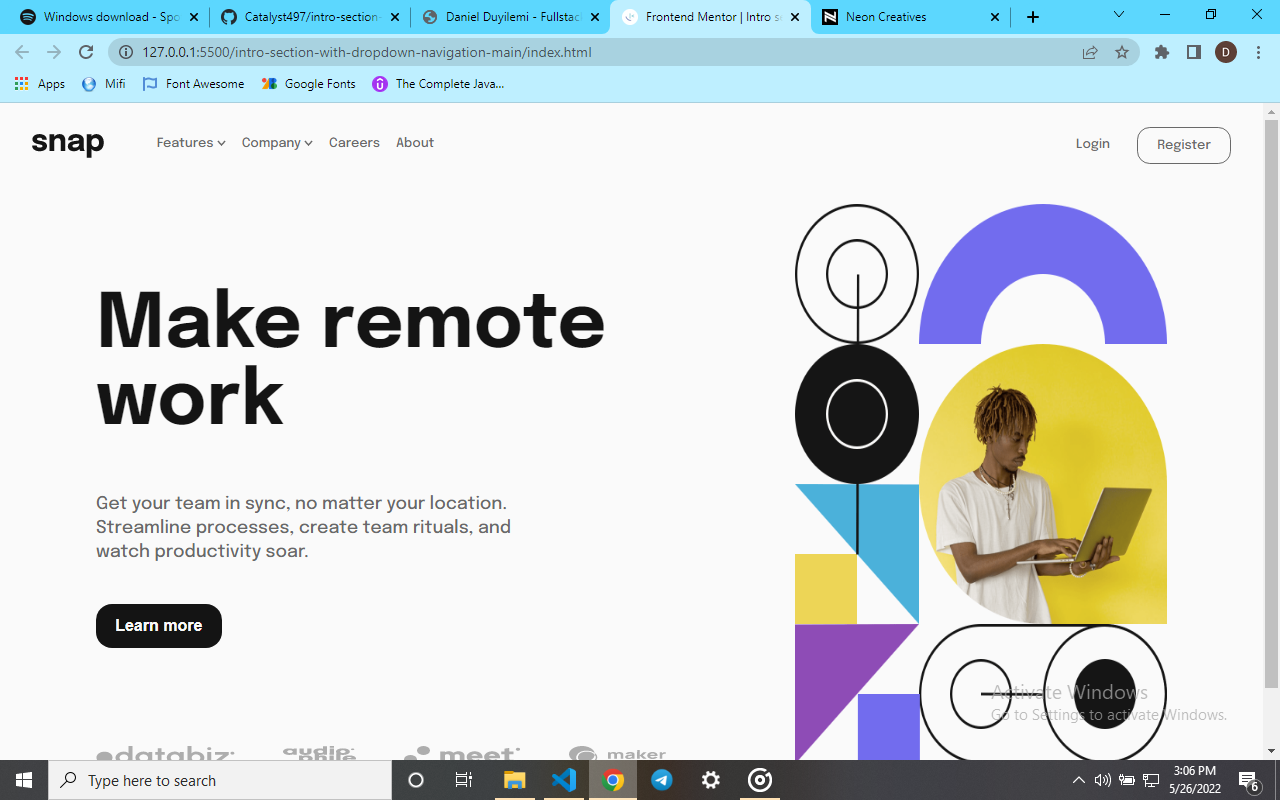 Windows download - Spo
Catalyst497/intro-section-
Daniel Duyilemi - Fullstac
Frontend Mentor | Intro se
Neon Creatives
127.0.0.1:5500/intro-section-with-dropdown-navigation-main/index.html
D
Apps
Mifi
Font Awesome
Google Fonts
The Complete Java...
snap
Features
Company
Careers
About
Login
Register
Make remote
work
Get your team in sync, no matter your location.
Streamline processes, create team rituals, and
watch productivity soar.
Learn more
databiz
audiophile
meet
maker
Activate Windows
Go to Settings to activate Windows.
Type here to search
3:06 PM
5/26/2022
6